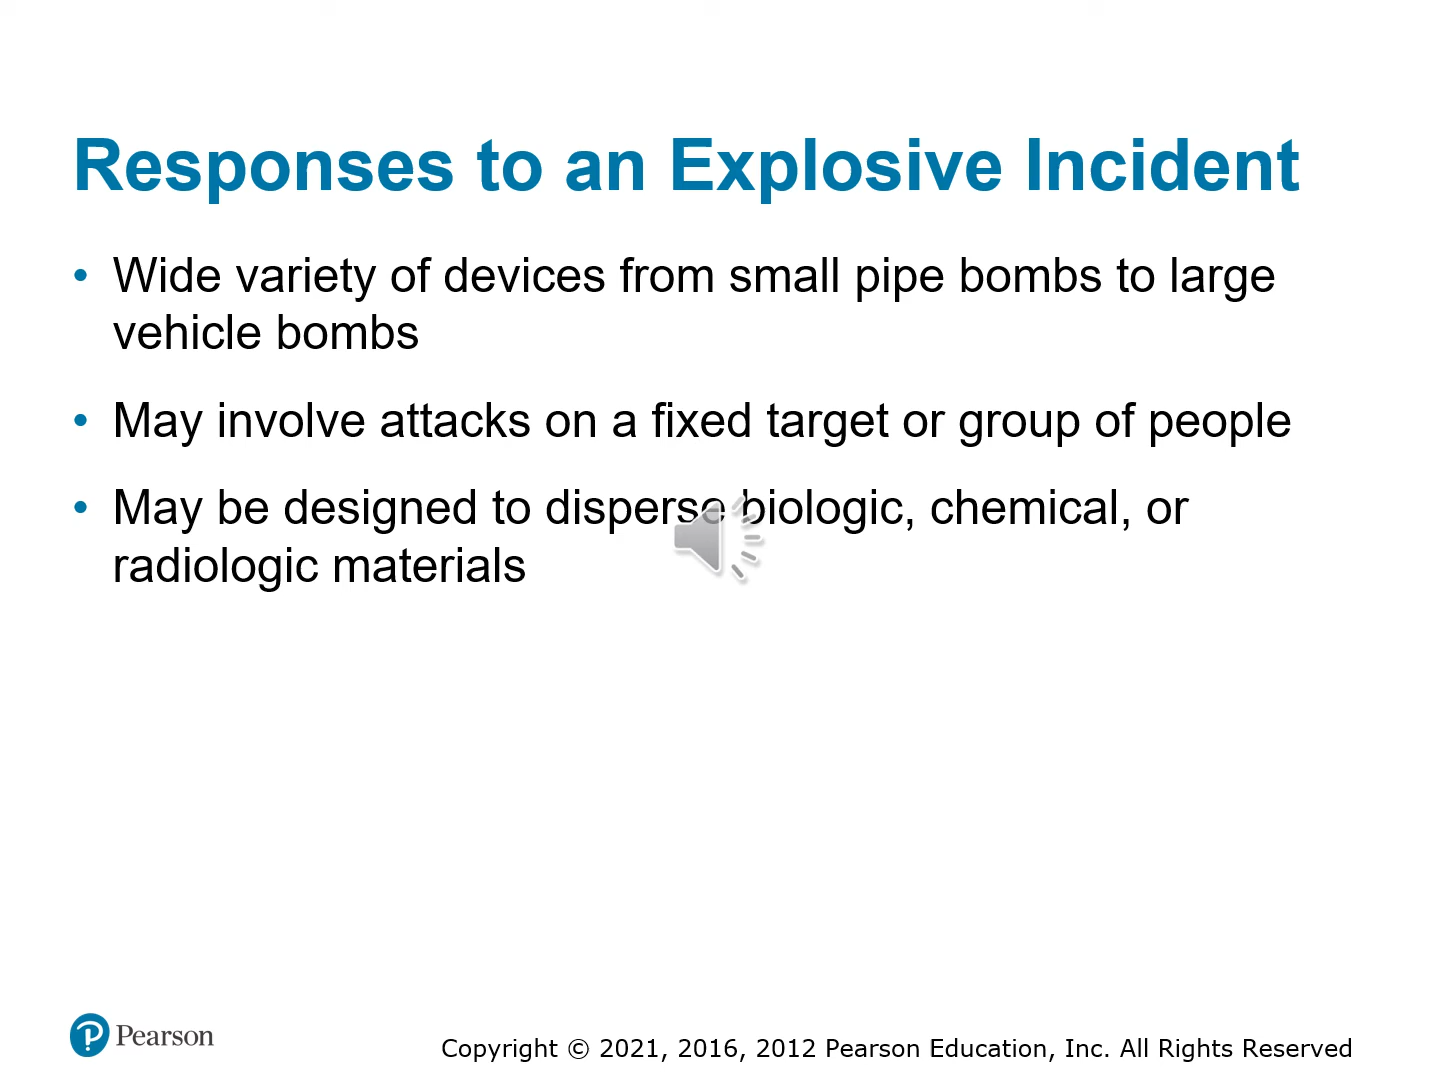 Responses to an Explosive Incident
• Wide variety of devices from small pipe bombs to large
vehicle bombs
• May involve attacks on a fixed target or group of people
• May be designed to disperse biologic, chemical, or
radiologic materials
Pearson
Copyright © 2021, 2016, 2012 Pearson Education, Inc. All Rights Reserved